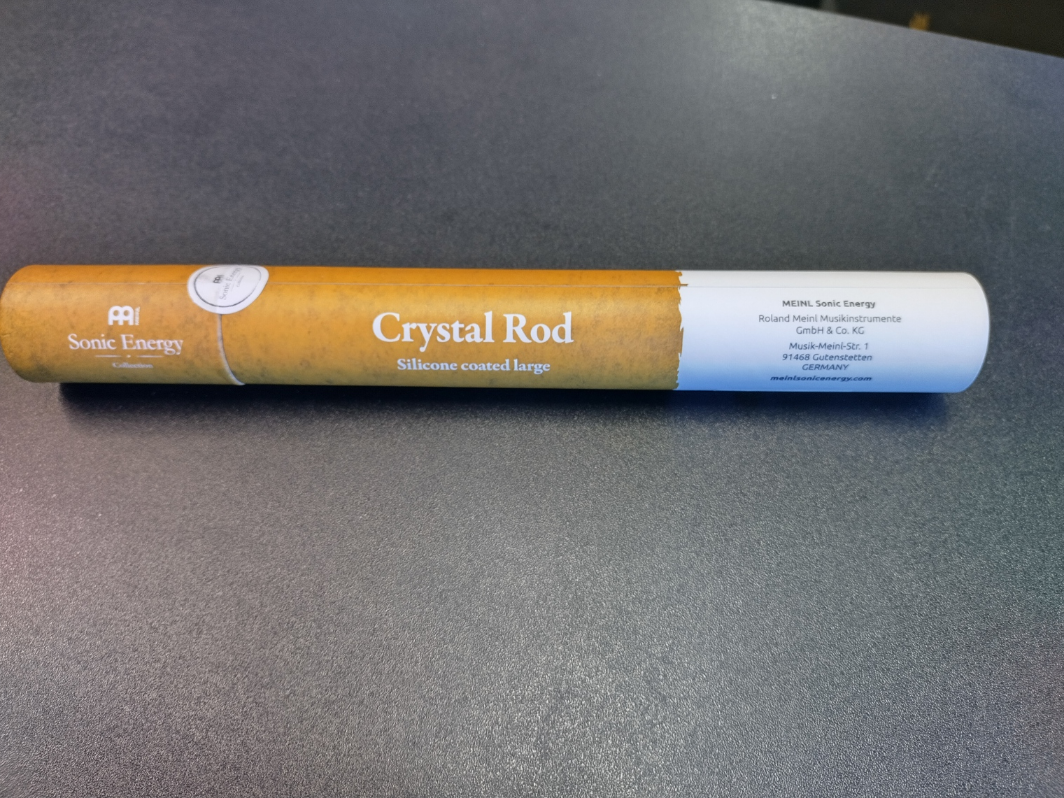 MEINL
Sonic Energy
Collection
Sonic Energy
Crystal Rod
Silicone coated large
MEINL Sonic Energy
Roland Meinl Musikinstrumente
GmbH & Co. KG
Musik-Meinl-Str. 1
91468 Gutenstetten
GERMANY
meinlsonicenergy.com